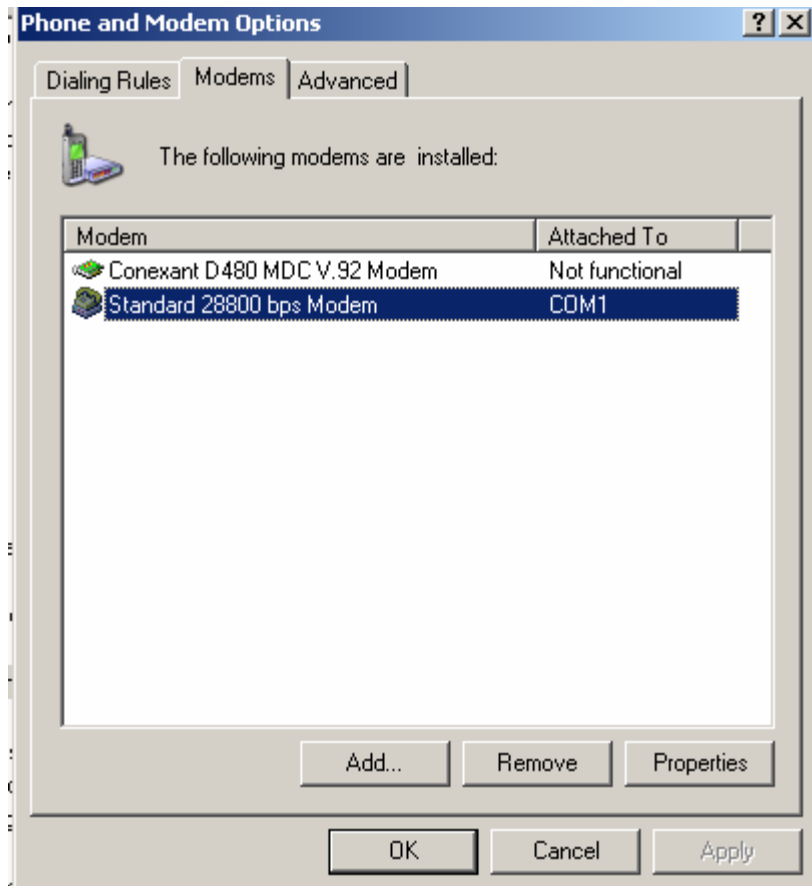 Phone and Modem Options
Dialing Rules Modems Advanced
The following modems are installed:
Modem Attached To
Conexant D480 MDC V.92 Modem Not functional
Standard 28800 bps Modem COM1
Add... Remove Properties
OK Cancel Apply